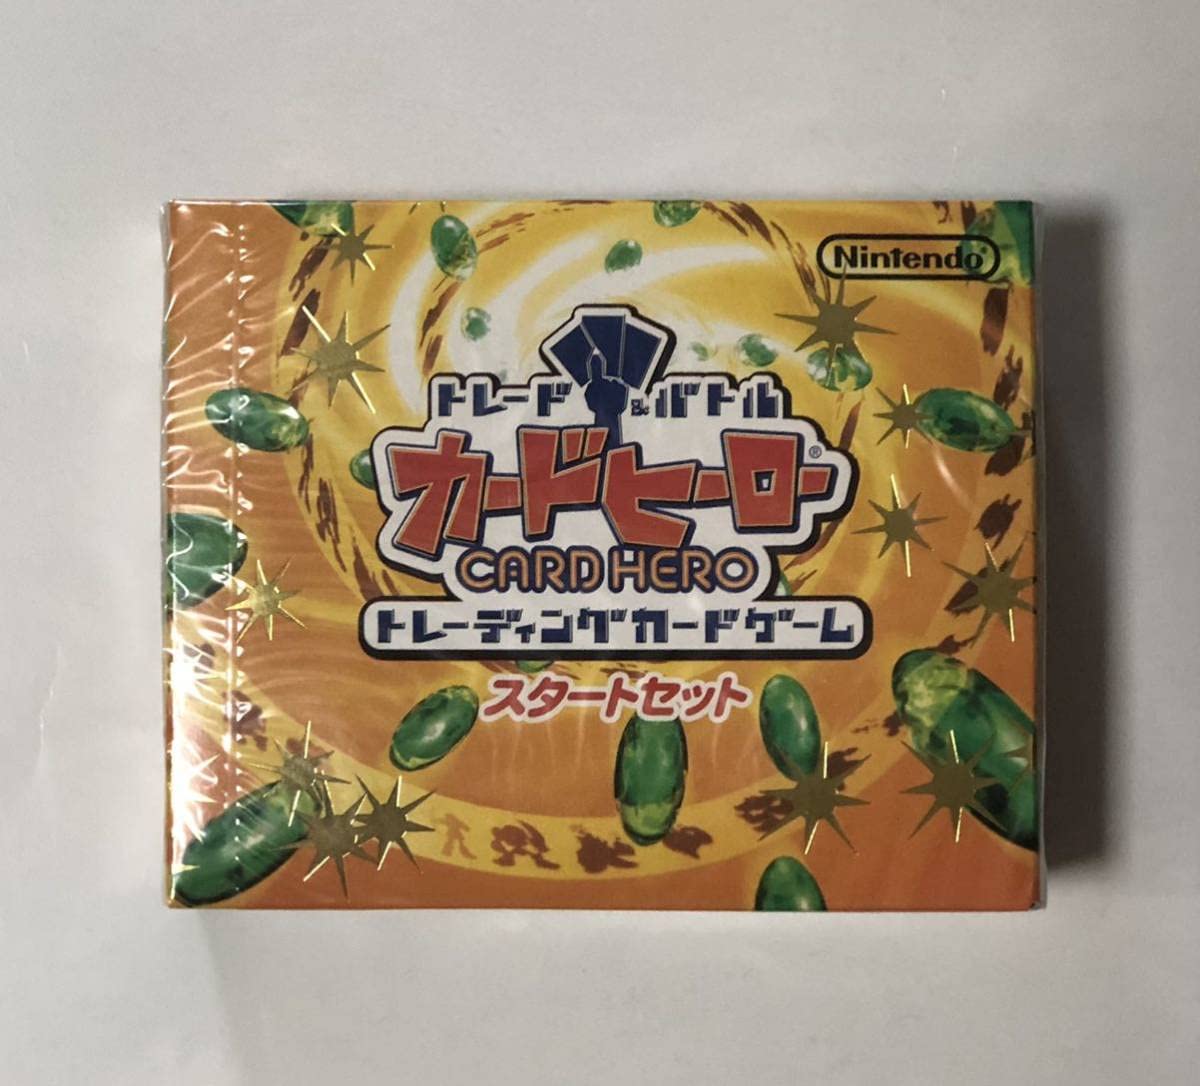 Nintendo®
トレード&バトル
カードヒーロー®
CARD HERO
トレーディングカードゲーム
スタートセット